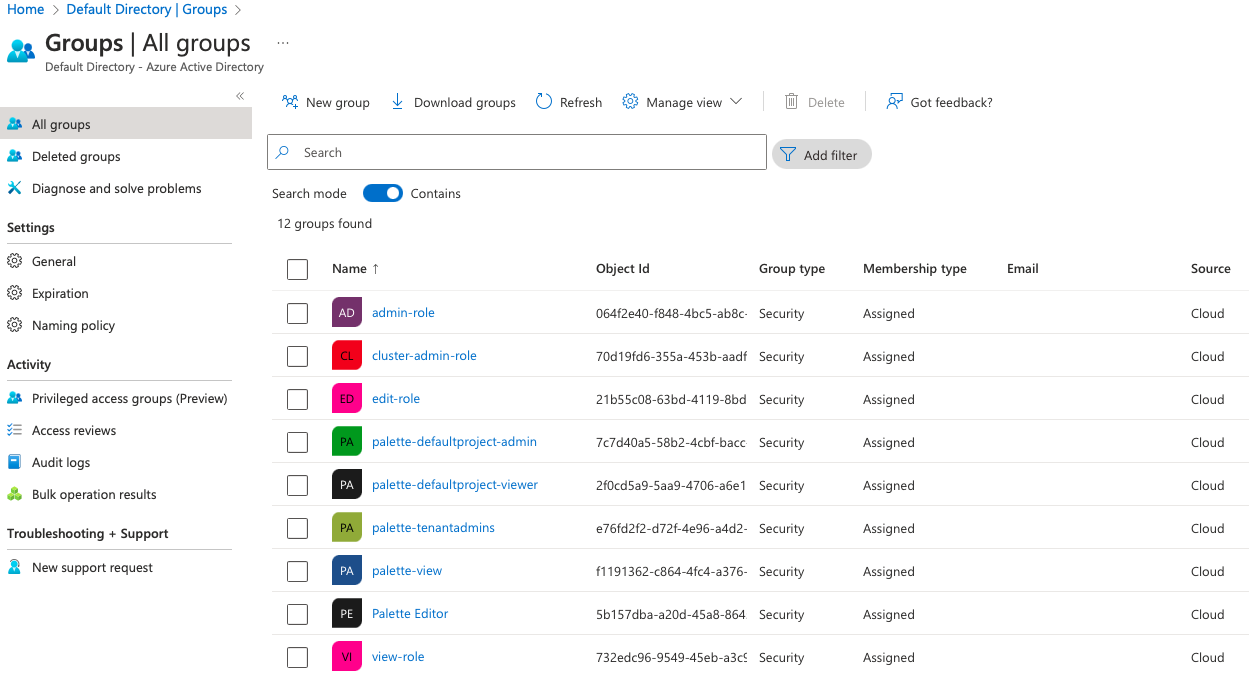 Home > Default Directory | Groups >
Groups | All groups ...
Default Directory - Azure Active Directory
«
All groups
Deleted groups
Diagnose and solve problems
Settings
General
Expiration
Naming policy
Activity
Privileged access groups (Preview)
Access reviews
Audit logs
Bulk operation results
Troubleshooting + Support
New support request
New group Download groups Refresh Manage view Delete Got feedback?
Search Add filter
Search mode Contains
12 groups found
Name ↑ Object Id Group type Membership type Email Source
AD admin-role 064f2e40-f848-4bc5-ab8c- Security Assigned Cloud
CL cluster-admin-role 70d19fd6-355a-453b-aadf Security Assigned Cloud
ED edit-role 21b55c08-63bd-4119-8bd Security Assigned Cloud
PA palette-defaultproject-admin 7c7d40a5-58b2-4cbf-bacc Security Assigned Cloud
PA palette-defaultproject-viewer 2f0cd5a9-5aa9-4706-a6e1 Security Assigned Cloud
PA palette-tenantadmins e76fd2f2-d72f-4e96-a4d2- Security Assigned Cloud
PA palette-view f1191362-c864-4fc4-a376- Security Assigned Cloud
PE Palette Editor 5b157dba-a20d-45a8-864 Security Assigned Cloud
VI view-role 732edc96-9549-45eb-a3c9 Security Assigned Cloud